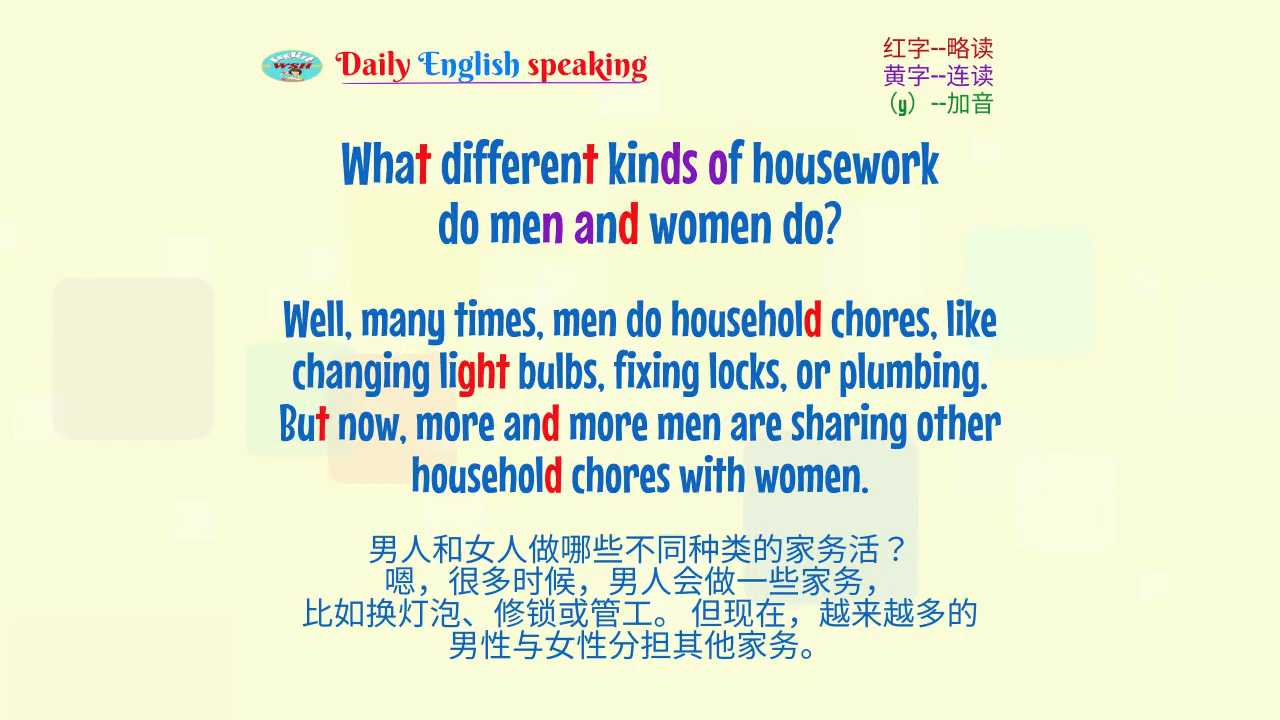 WSH
Daily English speaking
红字--略读
黄字--连读
（y）--加音
What different kinds of housework
do men and women do?
Well, many times, men do household chores, like
changing light bulbs, fixing locks, or plumbing.
But now, more and more men are sharing other
household chores with women.
男人和女人做哪些不同种类的家务活？
嗯，很多时候，男人会做一些家务，
比如换灯泡、修锁或管工。 但现在，越来越多的
男性与女性分担其他家务。